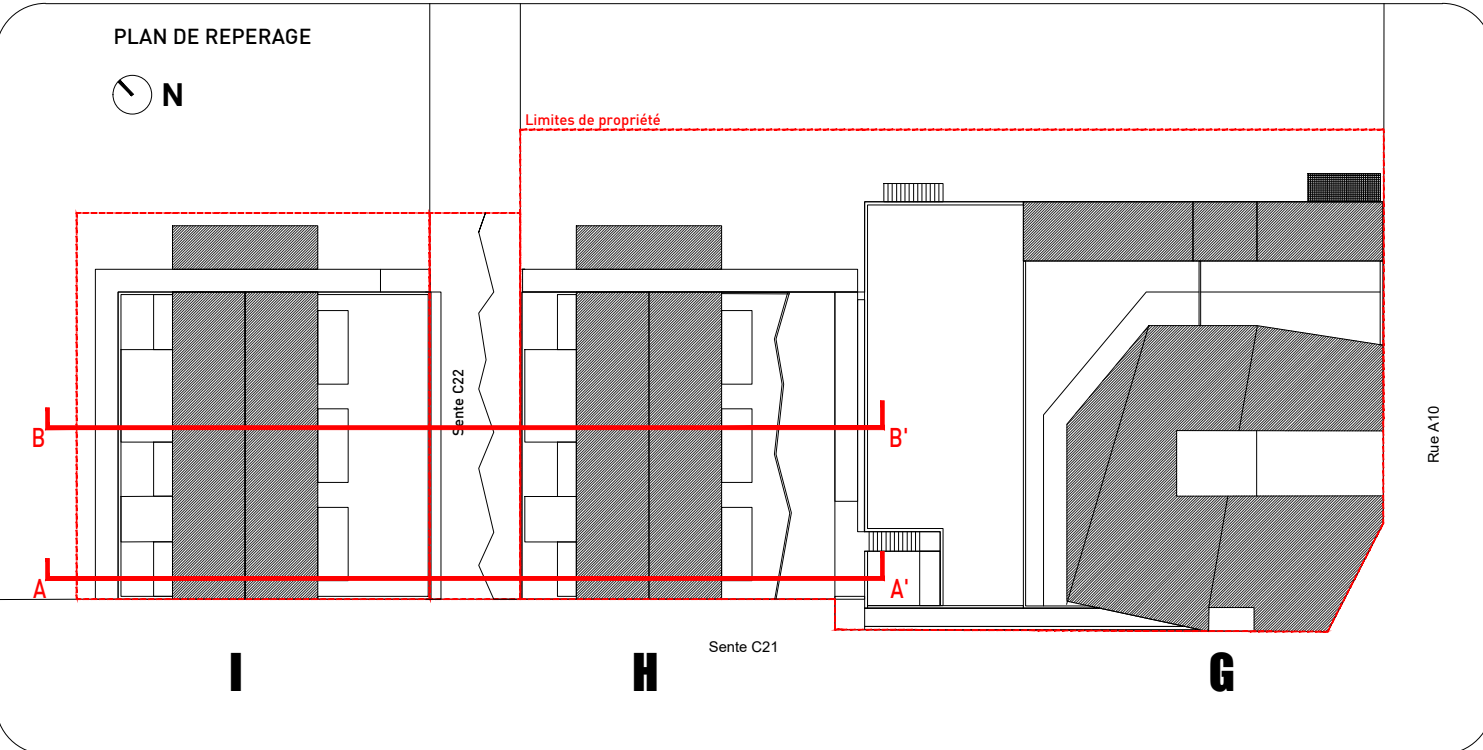 PLAN DE REPERAGE
N
Limites de propriété
Sente C22
B
B'
Rue A10
A
A'
Sente C21
I
H
G